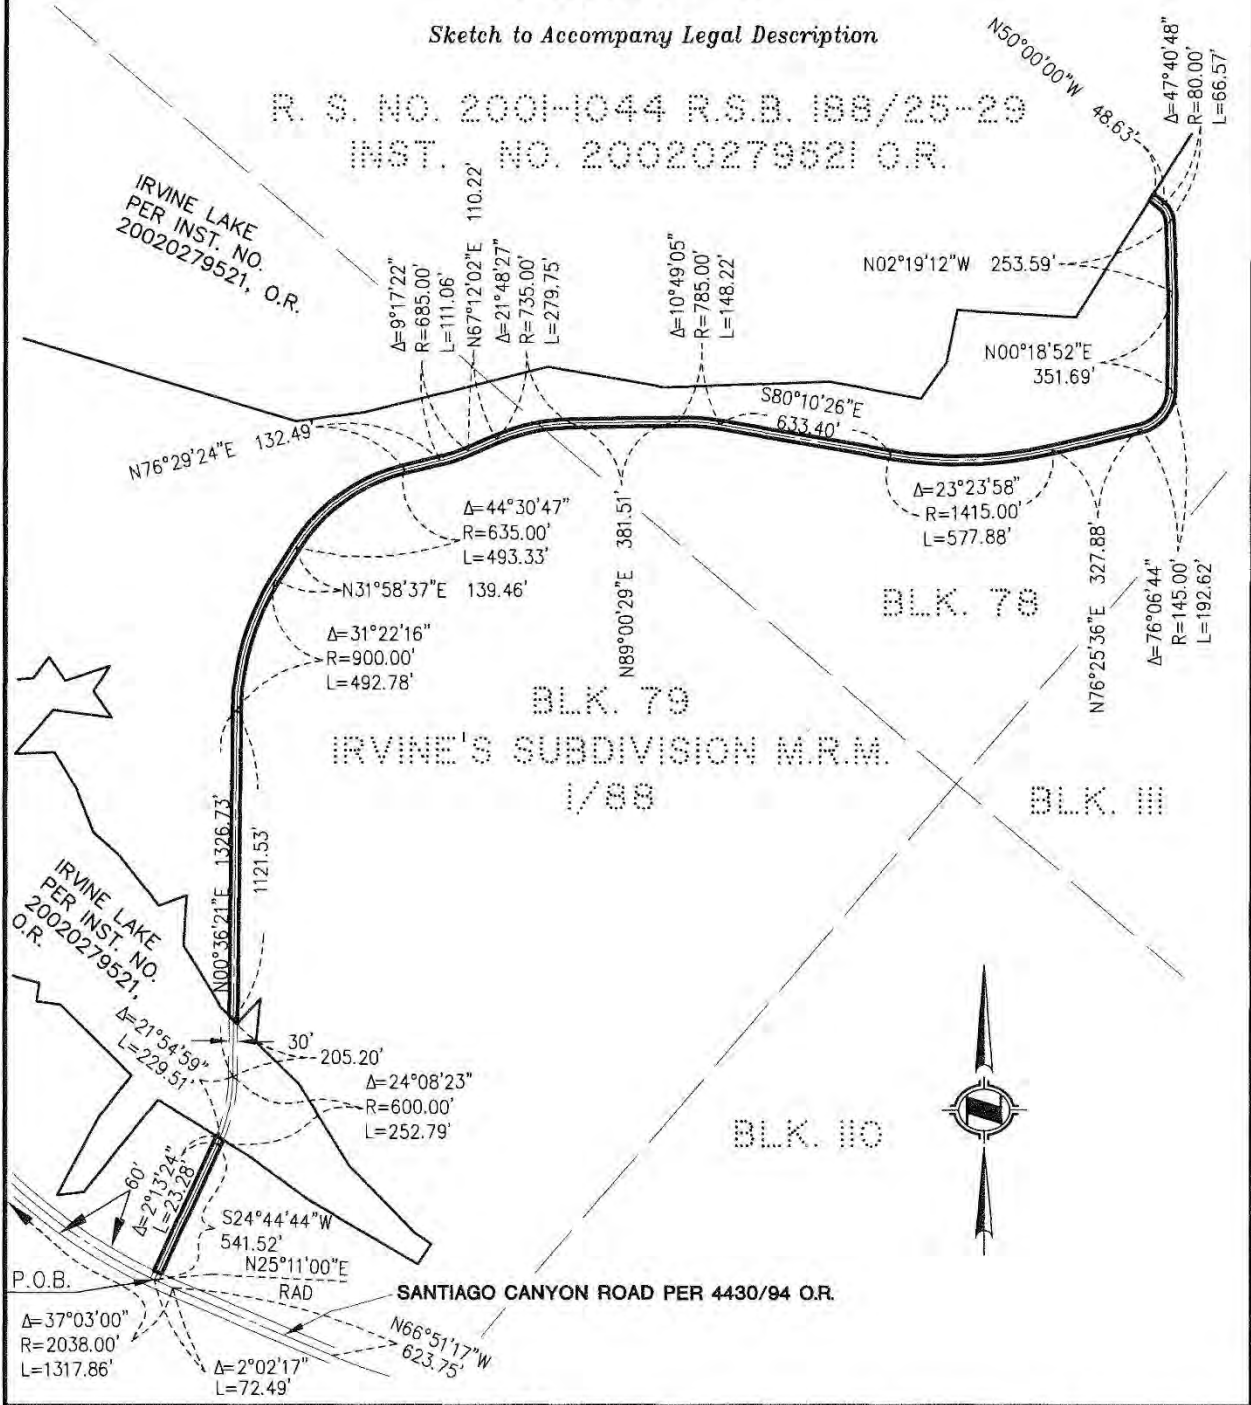 Sketch to Accompany Legal Description
R. S. NO. 2001-1044 R.S.B. 188/25-29
INST. NO. 20020279521 O.R.
N50°00'00"W 48.63'
Δ=47°40'48"
R=80.00'
L=66.57'
IRVINE LAKE
PER INST. NO.
20020279521, O.R.
Δ=9°17'22"
R=685.00'
L=111.06'
N67°12'02"E 110.22'
Δ=21°48'27"
R=735.00'
L=279.75'
Δ=10°49'05"
R=785.00'
L=148.22'
N02°19'12"W 253.59'
N00°18'52"E
351.69'
S80°10'26"E
633.40'
N76°29'24"E 132.49'
Δ=44°30'47"
R=635.00'
L=493.33'
N89°00'29"E 381.51'
Δ=23°23'58"
R=1415.00'
L=577.88'
N76°25'36"E 327.88'
Δ=76°06'44"
R=145.00'
L=192.62'
N31°58'37"E 139.46'
BLK. 78
Δ=31°22'16"
R=900.00'
L=492.78'
BLK. 79
IRVINE'S SUBDIVISION M.R.M.
1/88
BLK. 111
N00°36'21"E 1326.73'
1121.53'
IRVINE LAKE
PER INST. NO.
20020279521,
O.R.
Δ=21°54'59"
L=229.51'
30'
205.20'
Δ=24°08'23"
R=600.00'
L=252.79'
BLK. 110
60'
Δ=2°13'24"
L=23.28'
S24°44'44"W
541.52'
N25°11'00"E
RAD
P.O.B.
SANTIAGO CANYON ROAD PER 4430/94 O.R.
Δ=37°03'00"
R=2038.00'
L=1317.86'
Δ=2°02'17"
L=72.49'
N66°51'17"W
623.75'